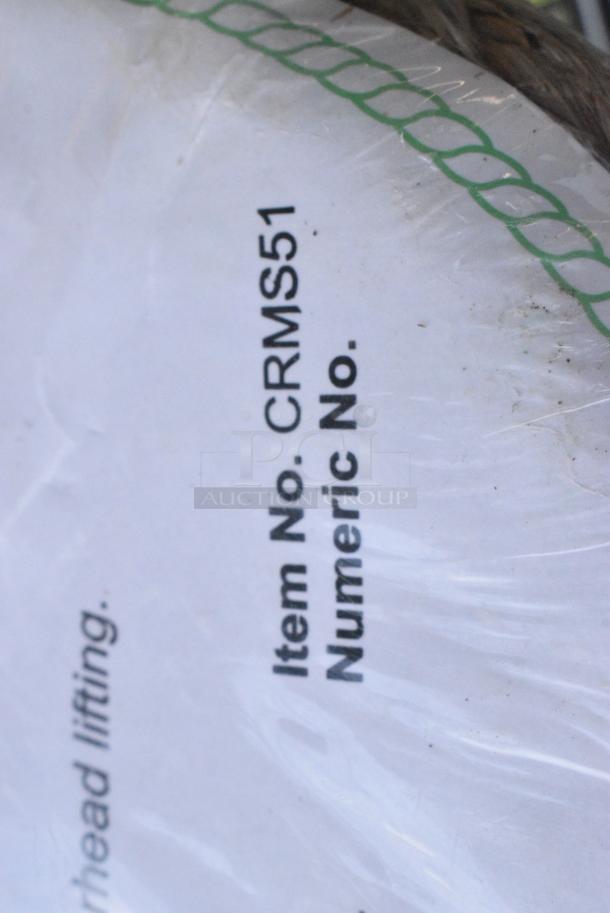 rhead lifting.
Item No. CRMS51
Numeric No.
PCI
AUCTION GROUP